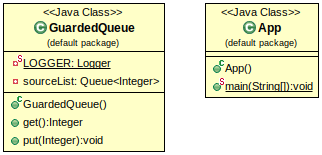 <<Java Class>>
GuardedQueue
(default package)
LOGGER: Logger
sourceList: Queue<Integer>
GuardedQueue()
get():Integer
put(Integer):void
<<Java Class>>
App
(default package)
App()
main(String[]):void